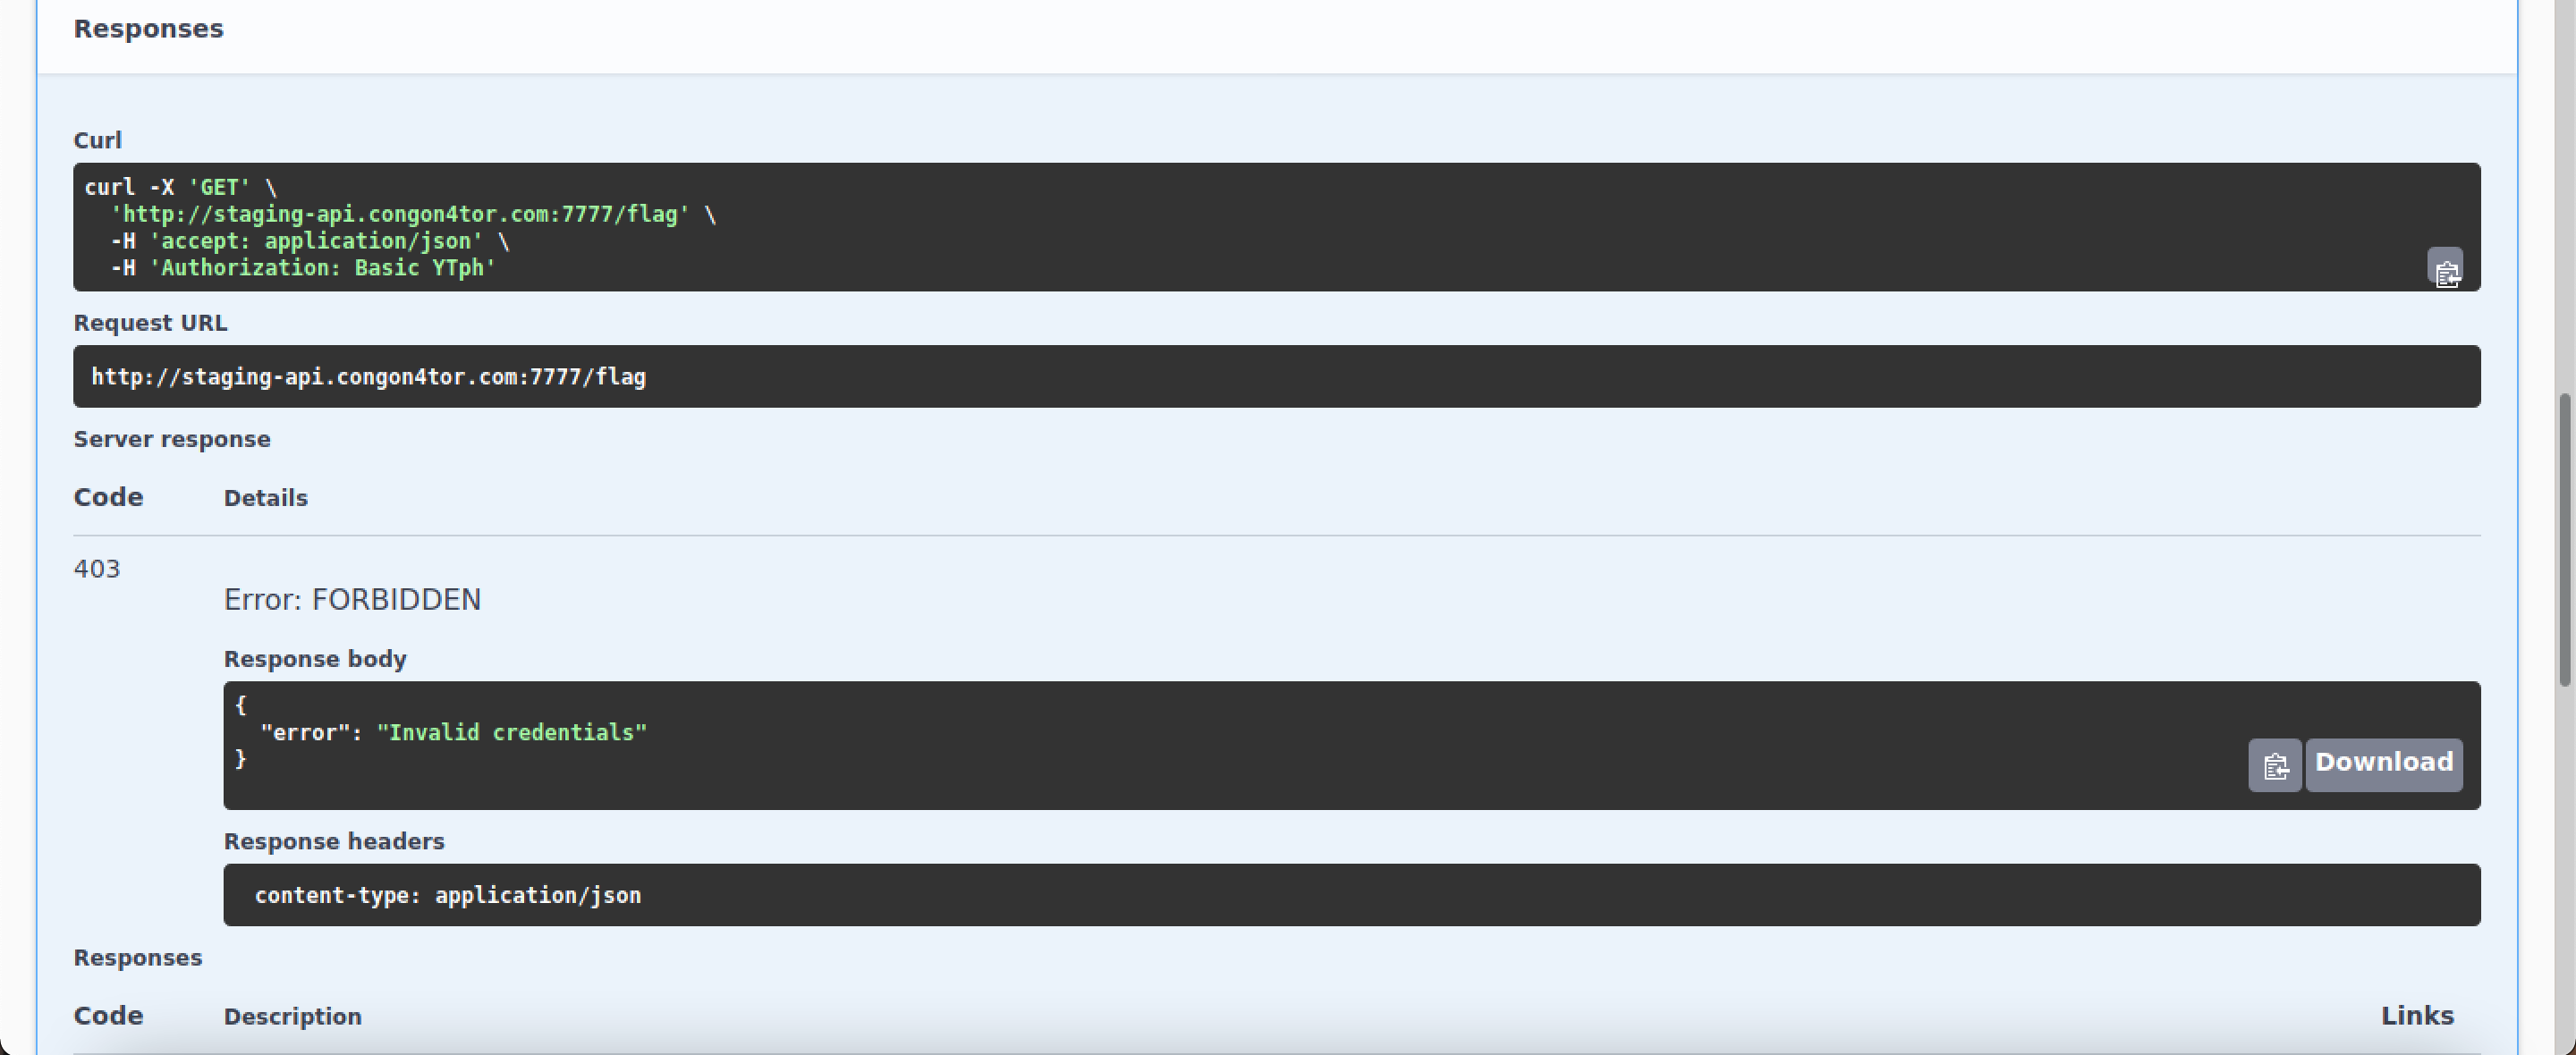 Responses
Curl
curl -X 'GET' \
'http://staging-api.congon4tor.com:7777/flag' \
-H 'accept: application/json' \
-H 'Authorization: Basic YTph'
Request URL
http://staging-api.congon4tor.com:7777/flag
Server response
Code Details
403
Error: FORBIDDEN
Response body
{
"error": "Invalid credentials"
}
Download
Response headers
content-type: application/json
Responses
Code Description Links